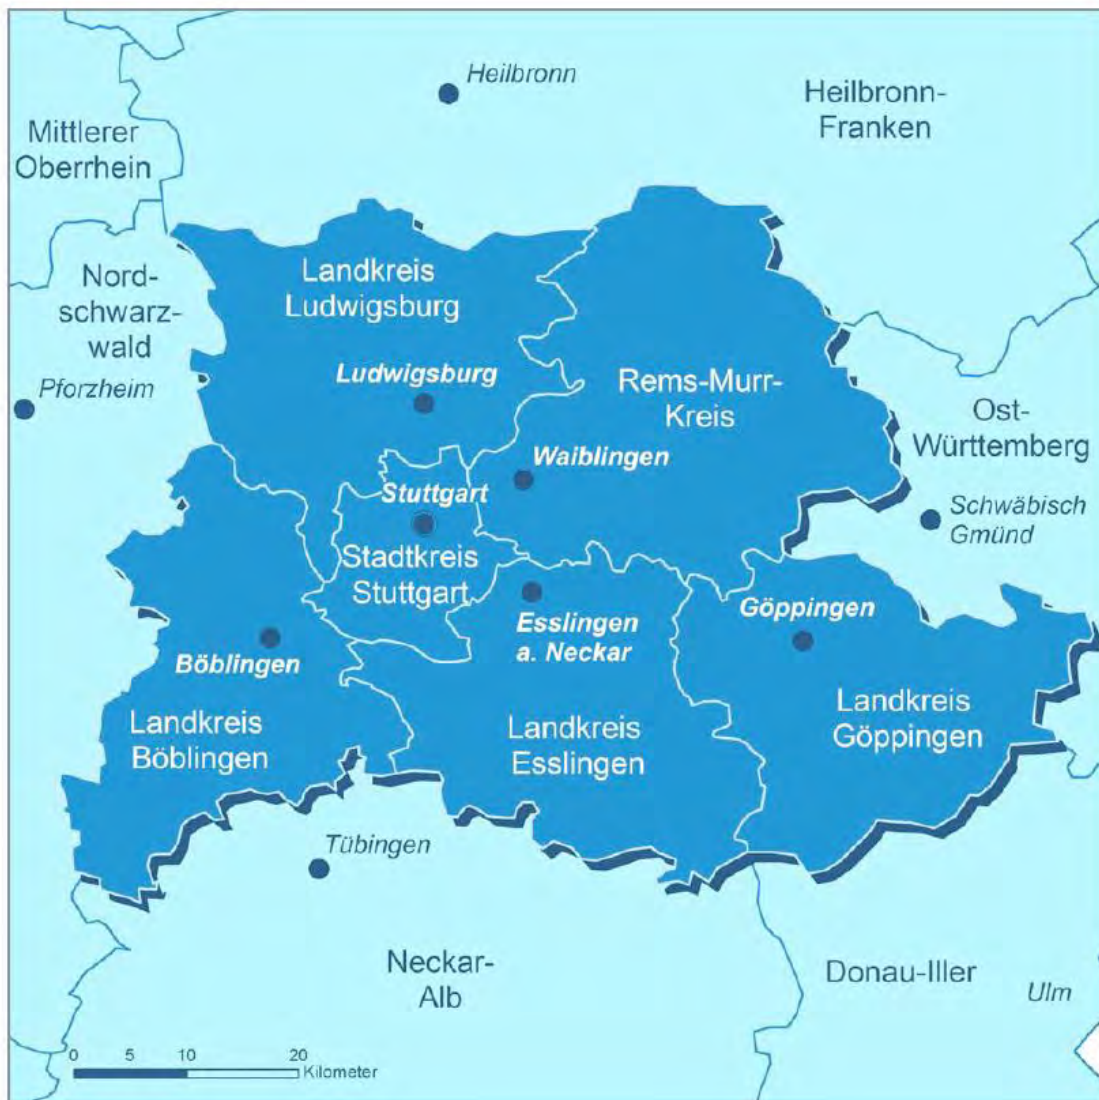 Heilbronn
Heilbronn-
Franken
Mittlerer
Oberrhein
Nord-
schwarz-
wald
Pforzheim
Landkreis
Ludwigsburg
Ludwigsburg
Rems-Murr-
Kreis
Waiblingen
Ost-
Württemberg
Schwäbisch
Gmünd
Stuttgart
Stadtkreis
Stuttgart
Esslingen
a. Neckar
Göppingen
Böblingen
Landkreis
Böblingen
Landkreis
Esslingen
Landkreis
Göppingen
Tübingen
Neckar-
Alb
Donau-Iller
Ulm
0 5 10 20
Kilometer